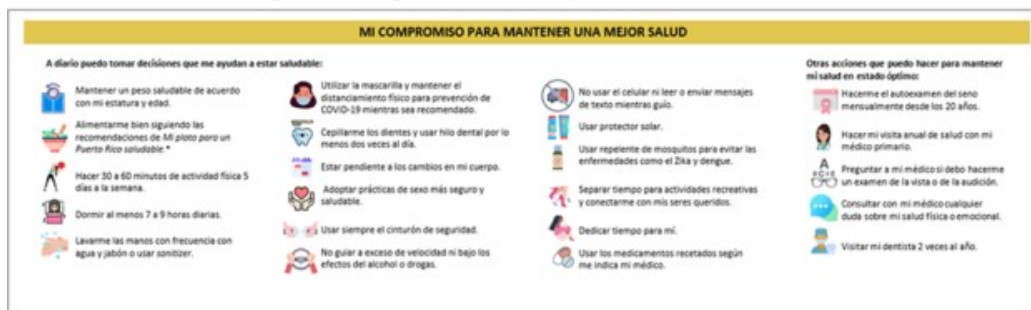 MI COMPROMISO PARA MANTENER UNA MEJOR SALUD
A diario puedo tomar decisiones que me ayudan a estar saludable:
Mantener un peso saludable de acuerdo
con mi estatura y edad.
Alimentarme bien siguiendo las
recomendaciones de Mi plato para un
Puerto Rico saludable.*
Hacer 30 a 60 minutos de actividad física 5
días a la semana.
Dormir al menos 7 a 9 horas diarias.
Lavarme las manos con frecuencia con
agua y jabón o usar sanitizer.
Utilizar la mascarilla y mantener el
distanciamiento físico para prevención de
COVID-19 mientras sea recomendado.
Cepillarme los dientes y usar hilo dental por lo
menos dos veces al día.
Estar pendiente a los cambios en mi cuerpo.
Adoptar prácticas de sexo más seguro y
saludable.
Usar siempre el cinturón de seguridad.
No guiar a exceso de velocidad ni bajo los
efectos del alcohol o drogas.
No usar el celular ni leer o enviar mensajes
de texto mientras guío.
Usar protector solar.
Usar repelente de mosquitos para evitar las
enfermedades como el Zika y dengue.
Separar tiempo para actividades recreativas
y conectarme con mis seres queridos.
Dedicar tiempo para mí.
Usar los medicamentos recetados según
me indica mi médico.
Otras acciones que puedo hacer para mantener
mi salud en estado óptimo:
Hacerme el autoexamen del seno
mensualmente desde los 20 años.
Hacer mi visita anual de salud con mi
médico primario.
Preguntar a mi médico si debo hacerme
un examen de la vista o de la audición.
Consultar con mi médico cualquier
duda sobre mi salud física o emocional.
Visitar mi dentista 2 veces al año.